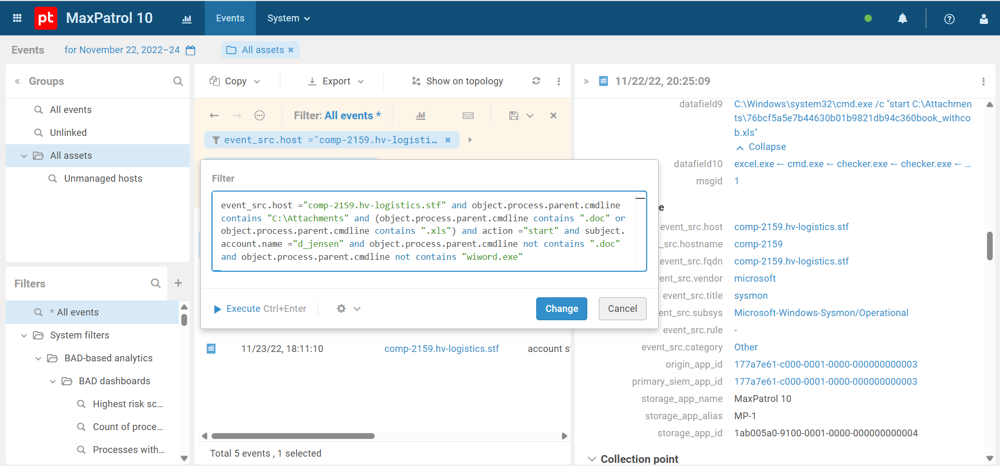 pt MaxPatrol 10 Events System
Events for November 22, 2022–24 All assets ×
« Groups
All events
Unlinked
All assets
Unmanaged hosts
Filters +
* All events
System filters
BAD-based analytics
BAD dashboards
Highest risk sc...
Count of proce...
Processes with...
Copy Export Show on topology
Filter: All events *
event_src.host ="comp-2159.hv-logisti...
Filter
event_src.host ="comp-2159.hv-logistics.stf" and object.process.parent.cmdline
contains "C:\Attachments" and (object.process.parent.cmdline contains ".doc" or
object.process.parent.cmdline contains ".xls") and action ="start" and subject.
account.name ="d_jensen" and object.process.parent.cmdline not contains ".doc"
and object.process.parent.cmdline not contains "wiword.exe"
Execute Ctrl+Enter Change Cancel
11/23/22, 18:11:10 comp-2159.hv-logistics.stf account s
Total 5 events , 1 selected
» 11/22/22, 20:25:09
datafield9 C:\Windows\system32\cmd.exe /c "start C:\Attachmen
ts\76bcf5a5e7b44630b01b9821db94c360book_withco
b.xls"
Collapse
datafield10 excel.exe ← cmd.exe ← checker.exe ← checker.exe ← ...
msgid 1
e
event_src.host comp-2159.hv-logistics.stf
_src.hostname comp-2159
event_src.fqdn comp-2159.hv-logistics.stf
ent_src.vendor microsoft
event_src.title sysmon
ent_src.subsys Microsoft-Windows-Sysmon/Operational
event_src.rule -
event_src.category Other
origin_app_id 177a7e61-c000-0001-0000-000000000003
primary_siem_app_id 177a7e61-c000-0001-0000-000000000003
storage_app_name MaxPatrol 10
storage_app_alias MP-1
storage_app_id 1ab005a0-9100-0001-0000-000000000004
Collection point